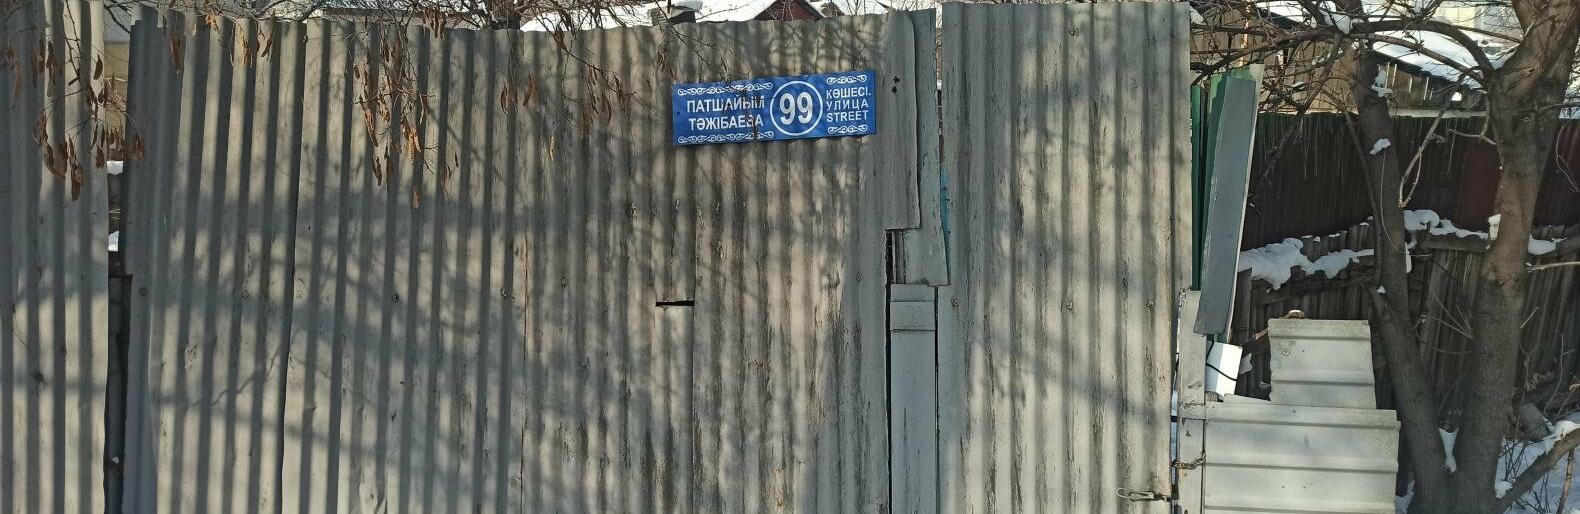 ПАТШАЙЫМ
ТӘЖІБАЕВА
99
КӨШЕСІ.
УЛИЦА
STREET